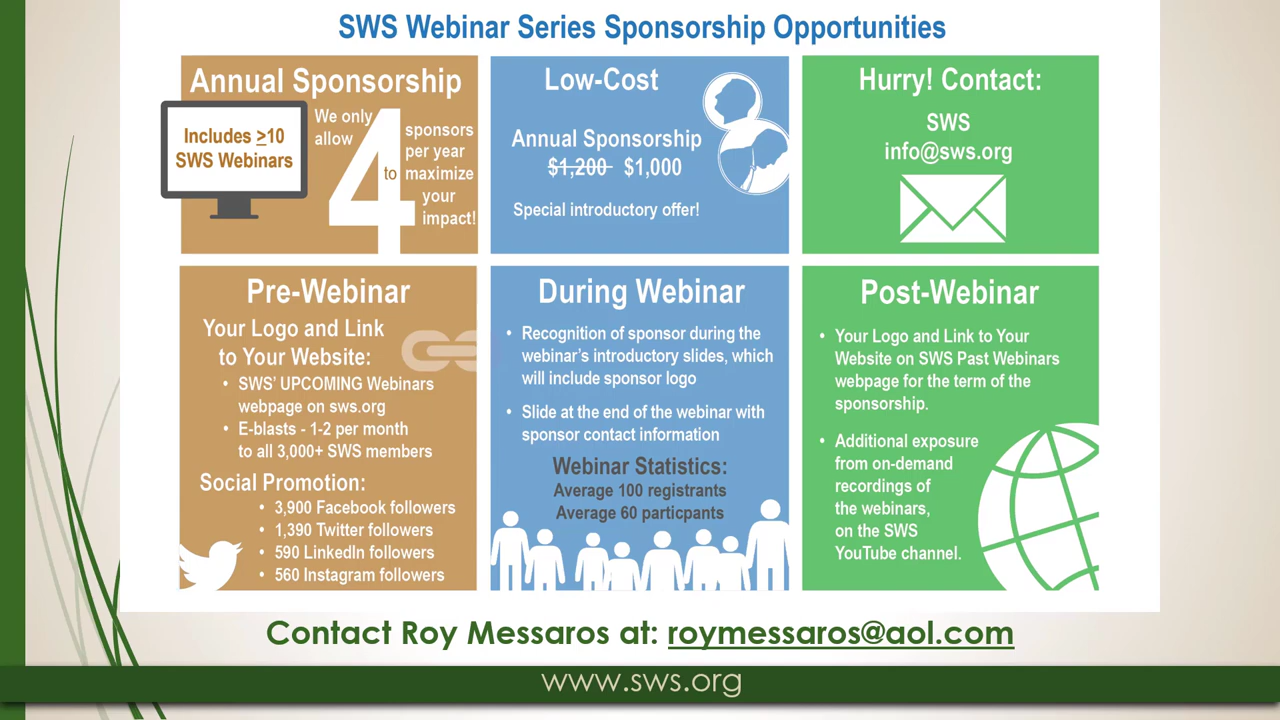 SWS Webinar Series Sponsorship Opportunities
Annual Sponsorship
Includes ≥10
SWS Webinars
We only
allow
4
sponsors
per year
to maximize
your
impact!
Low-Cost
Annual Sponsorship
$1,200 $1,000
Special introductory offer!
Hurry! Contact:
SWS
info@sws.org
Pre-Webinar
Your Logo and Link
to Your Website:
• SWS' UPCOMING Webinars
webpage on sws.org
• E-blasts - 1-2 per month
to all 3,000+ SWS members
Social Promotion:
• 3,900 Facebook followers
• 1,390 Twitter followers
• 590 LinkedIn followers
• 560 Instagram followers
During Webinar
• Recognition of sponsor during the
webinar's introductory slides, which
will include sponsor logo
• Slide at the end of the webinar with
sponsor contact information
Webinar Statistics:
Average 100 registrants
Average 60 particpants
Post-Webinar
• Your Logo and Link to Your
Website on SWS Past Webinars
webpage for the term of the
sponsorship.
• Additional exposure
from on-demand
recordings of
the webinars,
on the SWS
YouTube channel.
Contact Roy Messaros at: roymessaros@aol.com
www.sws.org